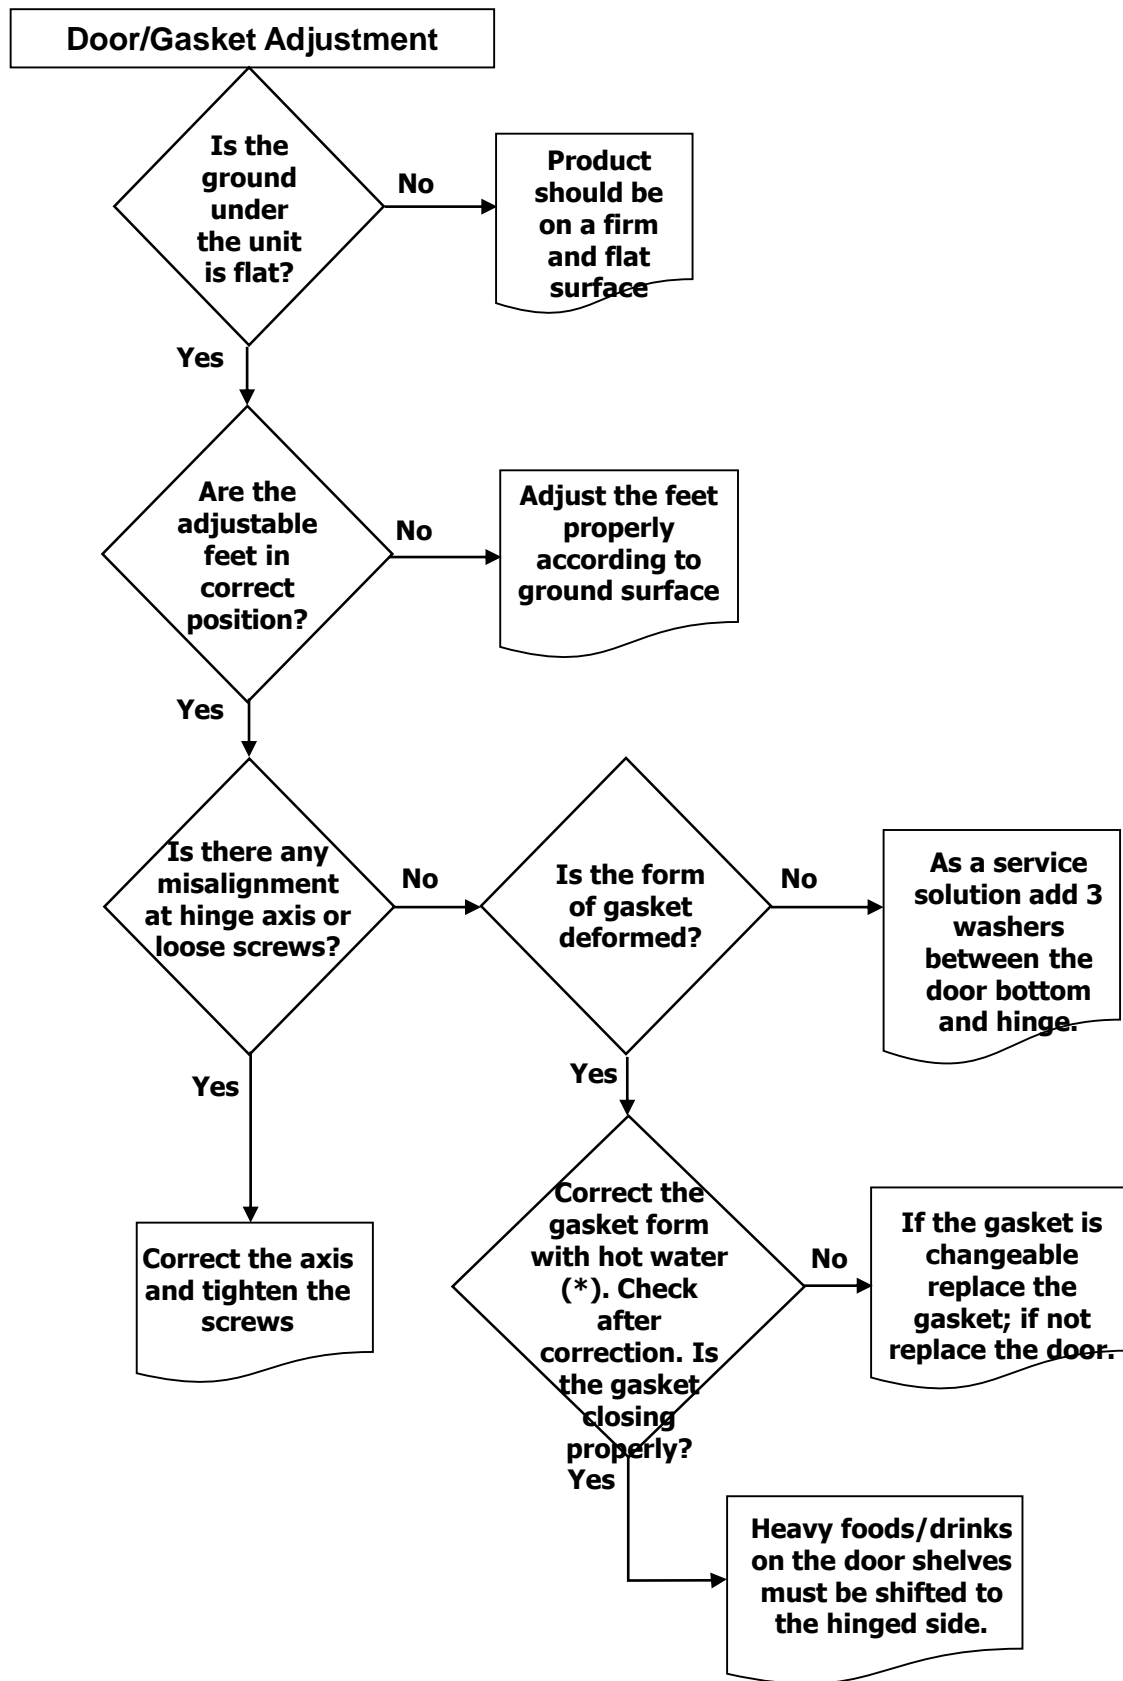 Door/Gasket Adjustment
Is the
ground
under
the unit
is flat?
No
Product
should be
on a firm
and flat
surface
Yes
Are the
adjustable
feet in
correct
position?
No
Adjust the feet
properly
according to
ground surface
Yes
Is there any
misalignment
at hinge axis or
loose screws?
No
Is the form
of gasket
deformed?
No
As a service
solution add 3
washers
between the
door bottom
and hinge.
Yes
Correct the axis
and tighten the
screws
Yes
Correct the
gasket form
with hot water
(*). Check
after
correction. Is
the gasket
closing
properly?
No
If the gasket is
changeable
replace the
gasket; if not
replace the door.
Yes
Heavy foods/drinks
on the door shelves
must be shifted to
the hinged side.